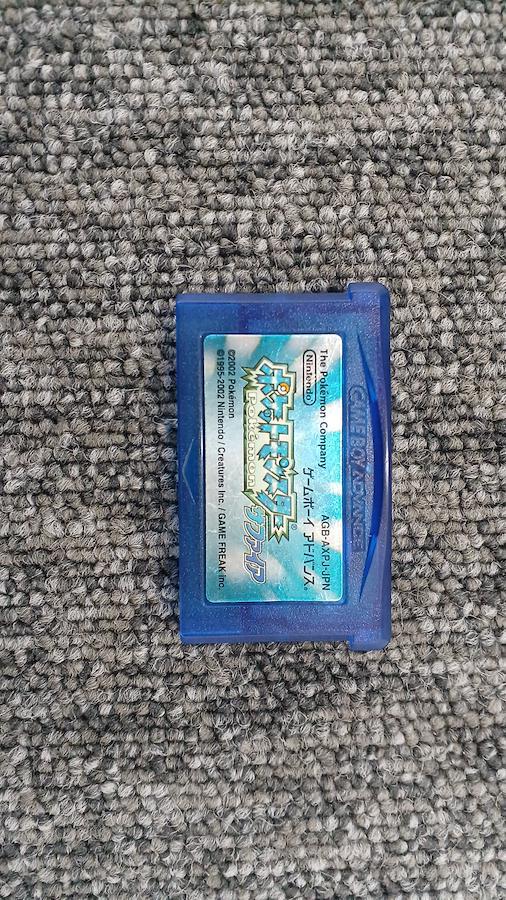 GAME BOY ADVANCE
The Pokémon Company AGB-AXPJ-JPN
Nintendo ゲームボーイ アドバンス®
ポケットモンスター®
Pokémon
サファイア
©2002 Pokémon
©1995-2002 Nintendo / Creatures Inc. / GAME FREAK inc.